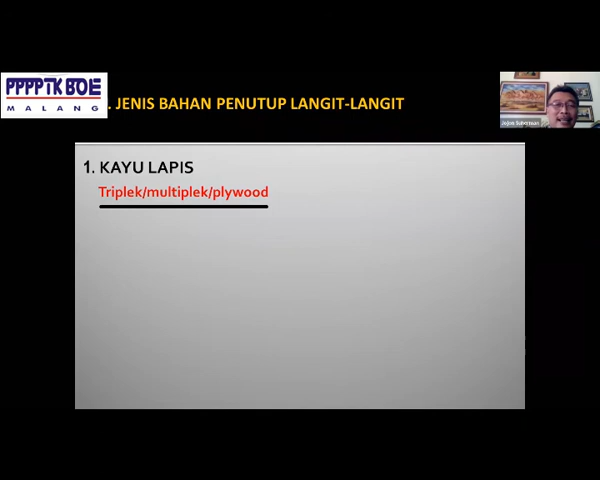 PPPPTK BOE
MALANG
. JENIS BAHAN PENUTUP LANGIT-LANGIT
1. KAYU LAPIS
Triplek/multiplek/plywood